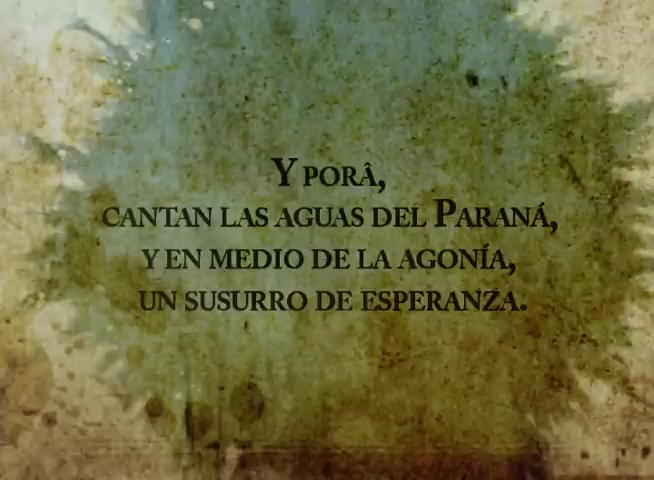 Y PORÂ,
CANTAN LAS AGUAS DEL PARANÁ,
Y EN MEDIO DE LA AGONÍA,
UN SUSURRO DE ESPERANZA.